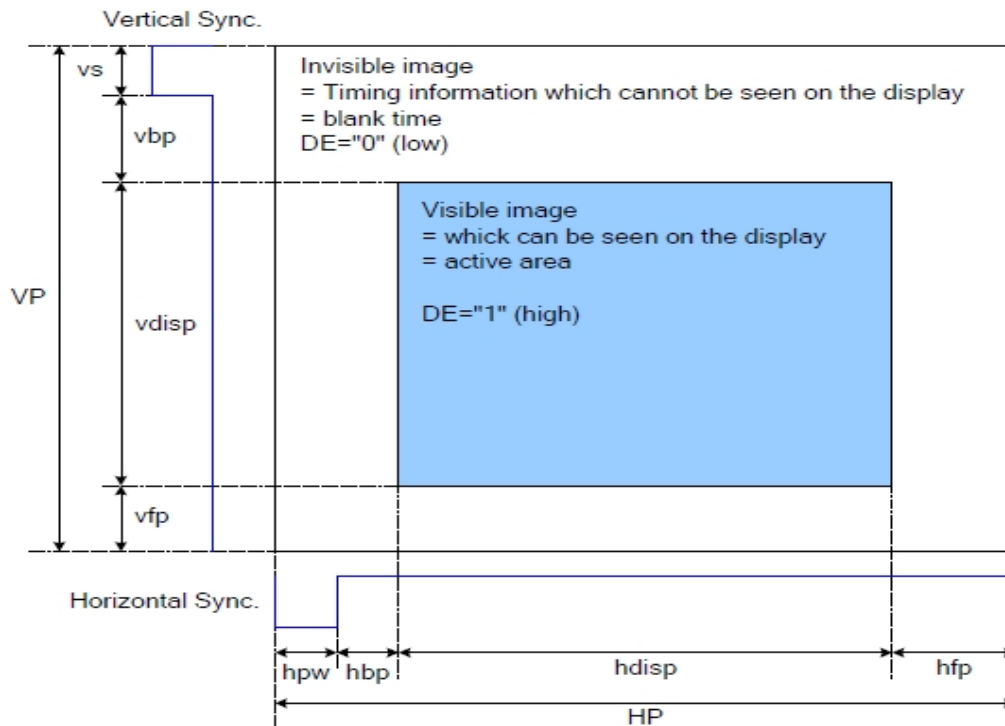 Vertical Sync.
vs
Invisible image
= Timing information which cannot be seen on the display
= blank time
DE="0" (low)
vbp
Visible image
= whick can be seen on the display
= active area
DE="1" (high)
VP
vdisp
vfp
Horizontal Sync.
hpw
hbp
hdisp
hfp
HP